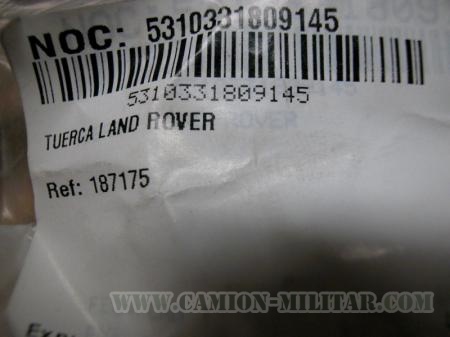 NOC: 5310331809145
5310331809145
TUERCA LAND ROVER
Ref: 187175
WWW.CAMION-MILITAR.COM